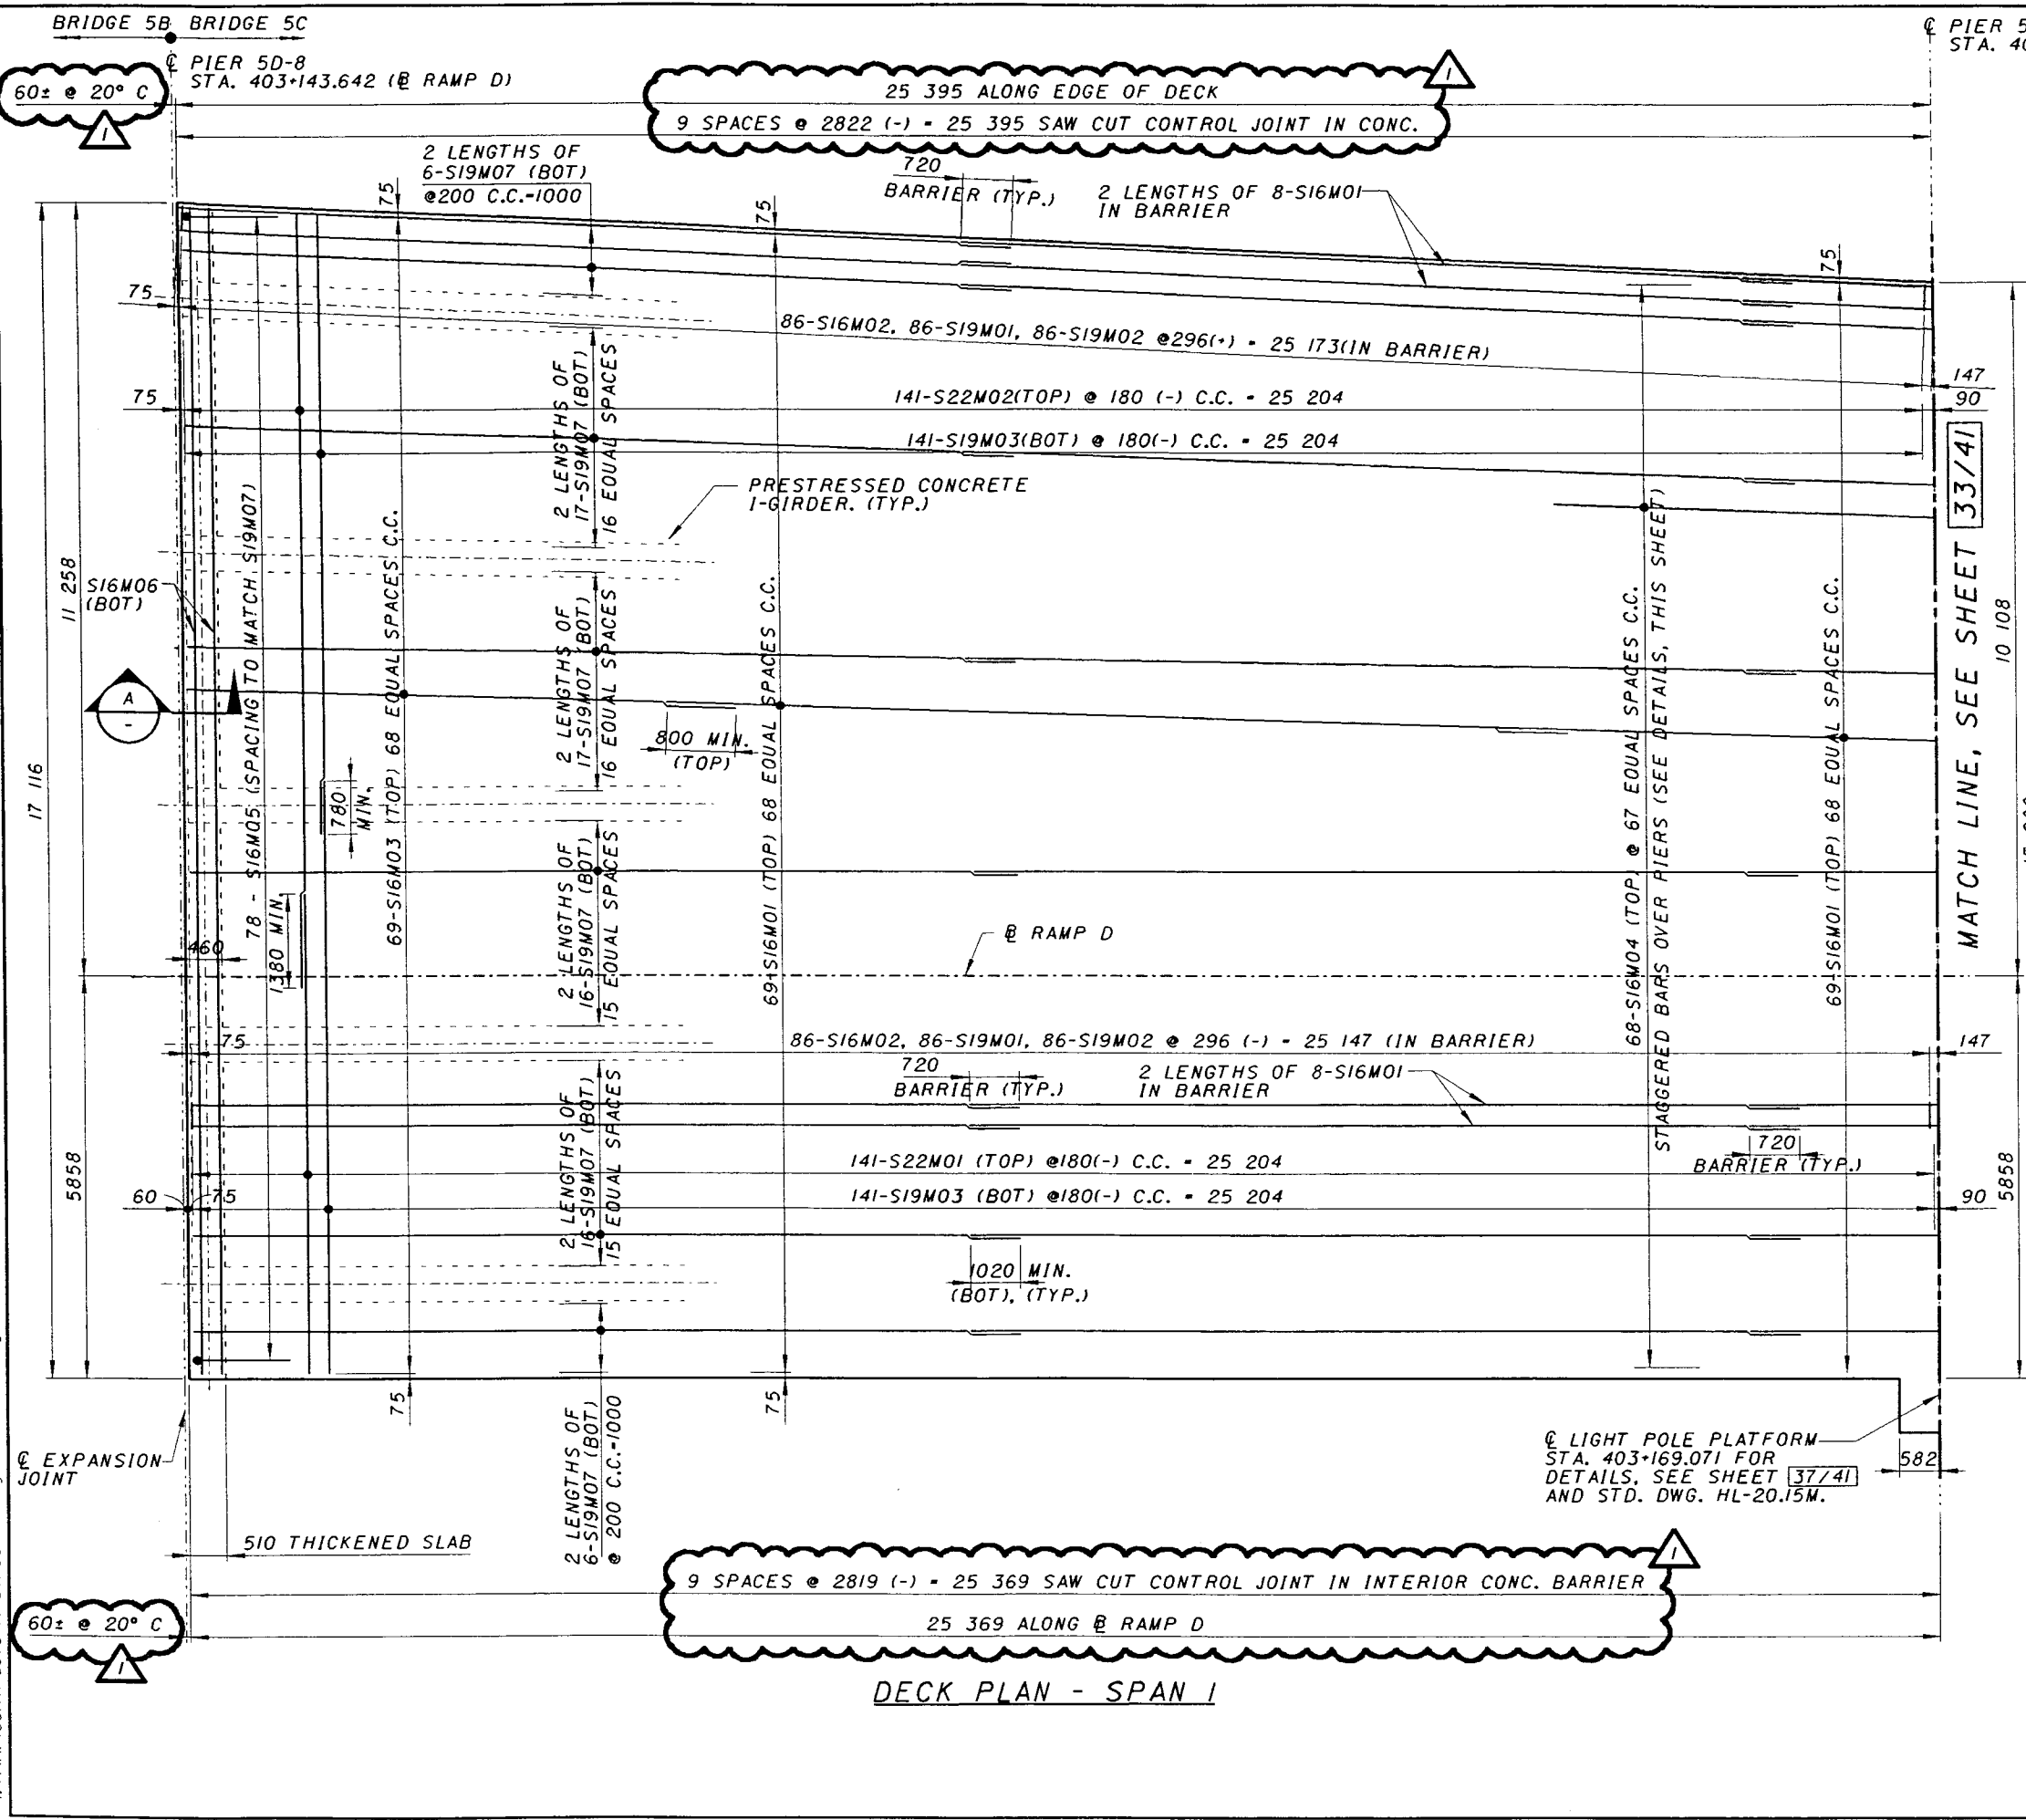 BRIDGE 5B BRIDGE 5C
℄ PIER 5D-8
STA. 403+143.642 (⅊ RAMP D)
60± @ 20° C
1
25 395 ALONG EDGE OF DECK
9 SPACES @ 2822 (-) = 25 395 SAW CUT CONTROL JOINT IN CONC.
1
℄ PIER 5
STA. 40
2 LENGTHS OF
6-S19M07 (BOT)
@200 C.C.=1000
75
720
BARRIER (TYP.)
2 LENGTHS OF 8-S16M01
IN BARRIER
75
75
75
86-S16M02, 86-S19M01, 86-S19M02 @296(+) = 25 173(IN BARRIER)
147
75
141-S22M02(TOP) @ 180 (-) C.C. = 25 204
90
141-S19M03(BOT) @ 180(-) C.C. = 25 204
2 LENGTHS OF
17-S19M07 (BOT)
16 EQUAL SPACES
PRESTRESSED CONCRETE
I-GIRDER. (TYP.)
17 116
11 258
S16M06
(BOT)
78 - S16M05 (SPACING TO MATCH S19M07)
69-S16M03 (TOP) 68 EQUAL SPACES C.C.
2 LENGTHS OF
17-S19M07 (BOT)
16 EQUAL SPACES
69-S16M01 (TOP) 68 EQUAL SPACES C.C.
68-S16M04 (TOP) @ 67 EQUAL SPACES C.C.
STAGGERED BARS OVER PIERS (SEE DETAILS, THIS SHEET)
69-S16M01 (TOP) 68 EQUAL SPACES C.C.
MATCH LINE, SEE SHEET 33/41
10 108
A
-
800 MIN.
(TOP)
780
MIN.
2 LENGTHS OF
16-S19M07 (BOT)
15 EQUAL SPACES
460
1380 MIN.
⅊ RAMP D
75
86-S16M02, 86-S19M01, 86-S19M02 @ 296 (-) = 25 147 (IN BARRIER)
147
720
BARRIER (TYP.)
2 LENGTHS OF 8-S16M01
IN BARRIER
2 LENGTHS OF
16-S19M07 (BOT)
15 EQUAL SPACES
5858
141-S22M01 (TOP) @180(-) C.C. = 25 204
720
BARRIER (TYP.)
60
75
141-S19M03 (BOT) @180(-) C.C. = 25 204
90
5858
1020 MIN.
(BOT), (TYP.)
75
2 LENGTHS OF
6-S19M07 (BOT)
@ 200 C.C.=1000
75
℄ EXPANSION
JOINT
℄ LIGHT POLE PLATFORM
STA. 403+169.071 FOR
DETAILS, SEE SHEET 37/41
AND STD. DWG. HL-20.15M.
582
510 THICKENED SLAB
1
9 SPACES @ 2819 (-) = 25 369 SAW CUT CONTROL JOINT IN INTERIOR CONC. BARRIER
60± @ 20° C
1
25 369 ALONG ⅊ RAMP D
DECK PLAN - SPAN 1